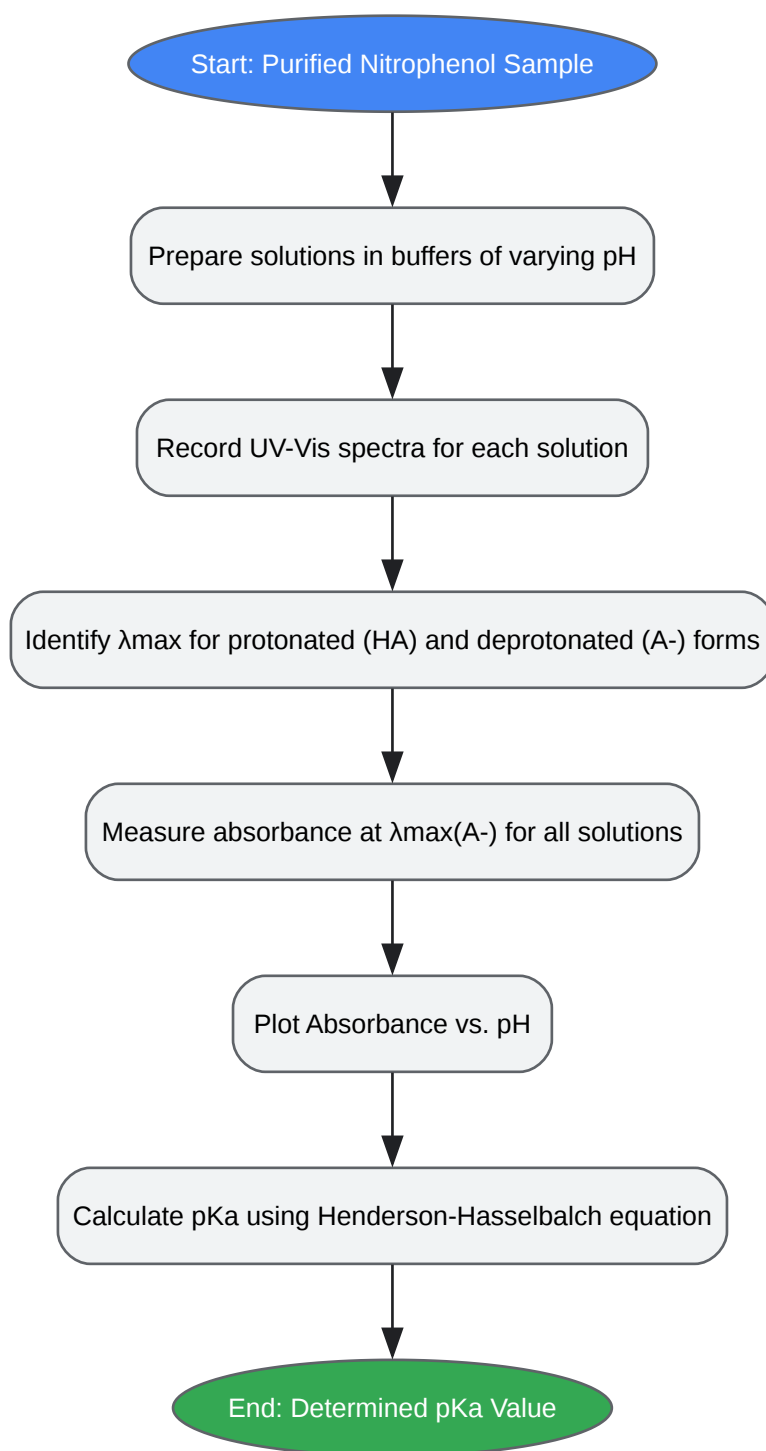 Start: Purified Nitrophenol Sample
Prepare solutions in buffers of varying pH
Record UV-Vis spectra for each solution
Identify λmax for protonated (HA) and deprotonated (A-) forms
Measure absorbance at λmax(A-) for all solutions
Plot Absorbance vs. pH
Calculate pKa using Henderson-Hasselbalch equation
End: Determined pKa Value